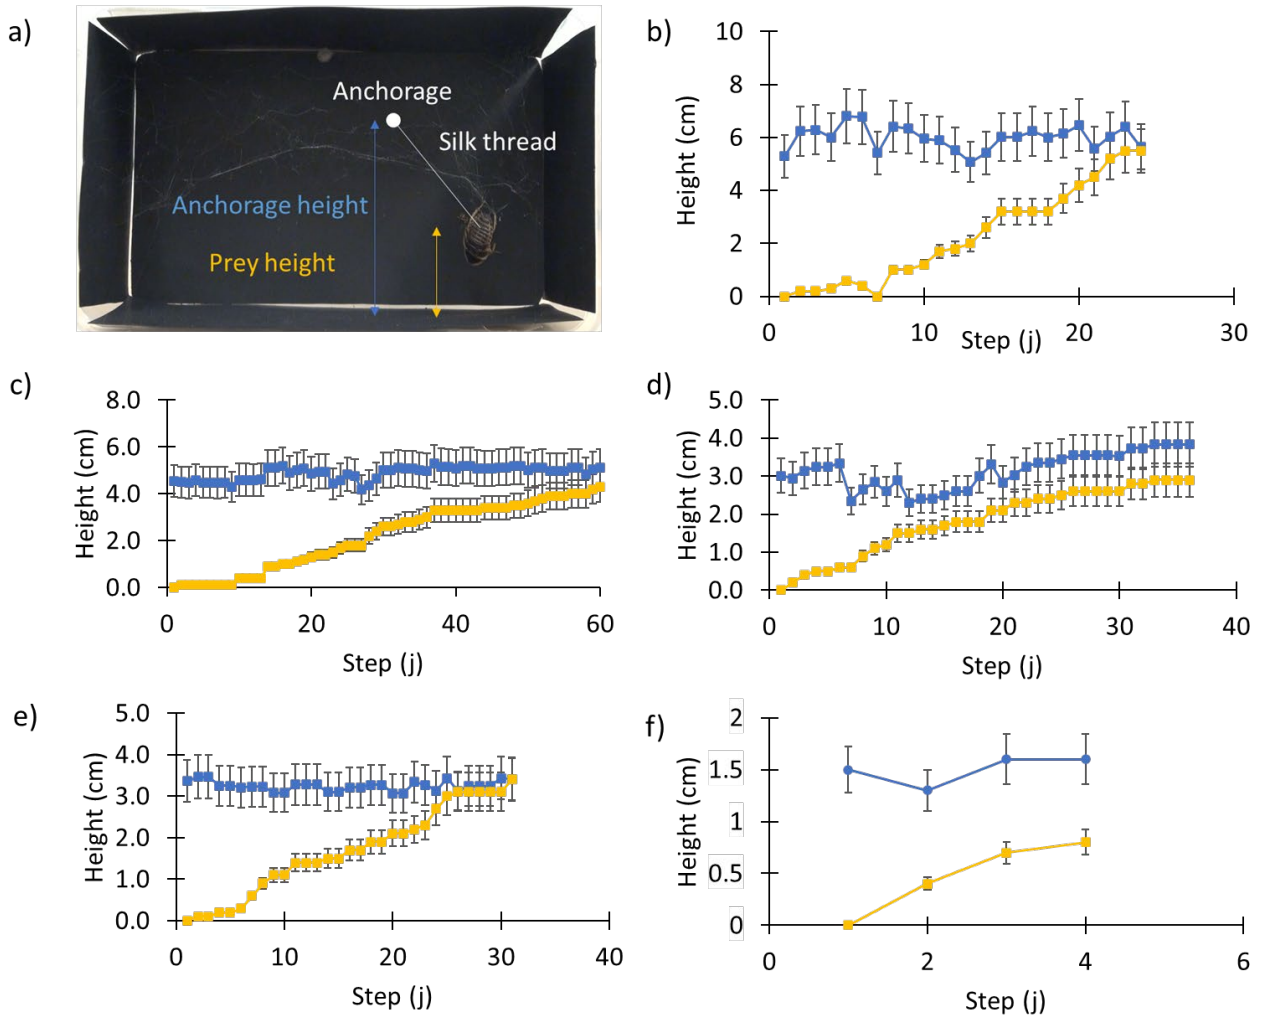 a)
Anchorage
Silk thread
Anchorage height
Prey height
b)
10
8
6
4
2
0
Height (cm)
0 10 20 30
Step (j)
c)
8.0
6.0
4.0
2.0
0.0
Height (cm)
0 20 40 60
Step (j)
d)
5.0
4.0
3.0
2.0
1.0
0.0
Height (cm)
0 10 20 30 40
Step (j)
e)
5.0
4.0
3.0
2.0
1.0
0.0
Height (cm)
0 10 20 30 40
Step (j)
f)
2
1.5
1
0.5
0
Height (cm)
0 2 4 6
Step (j)